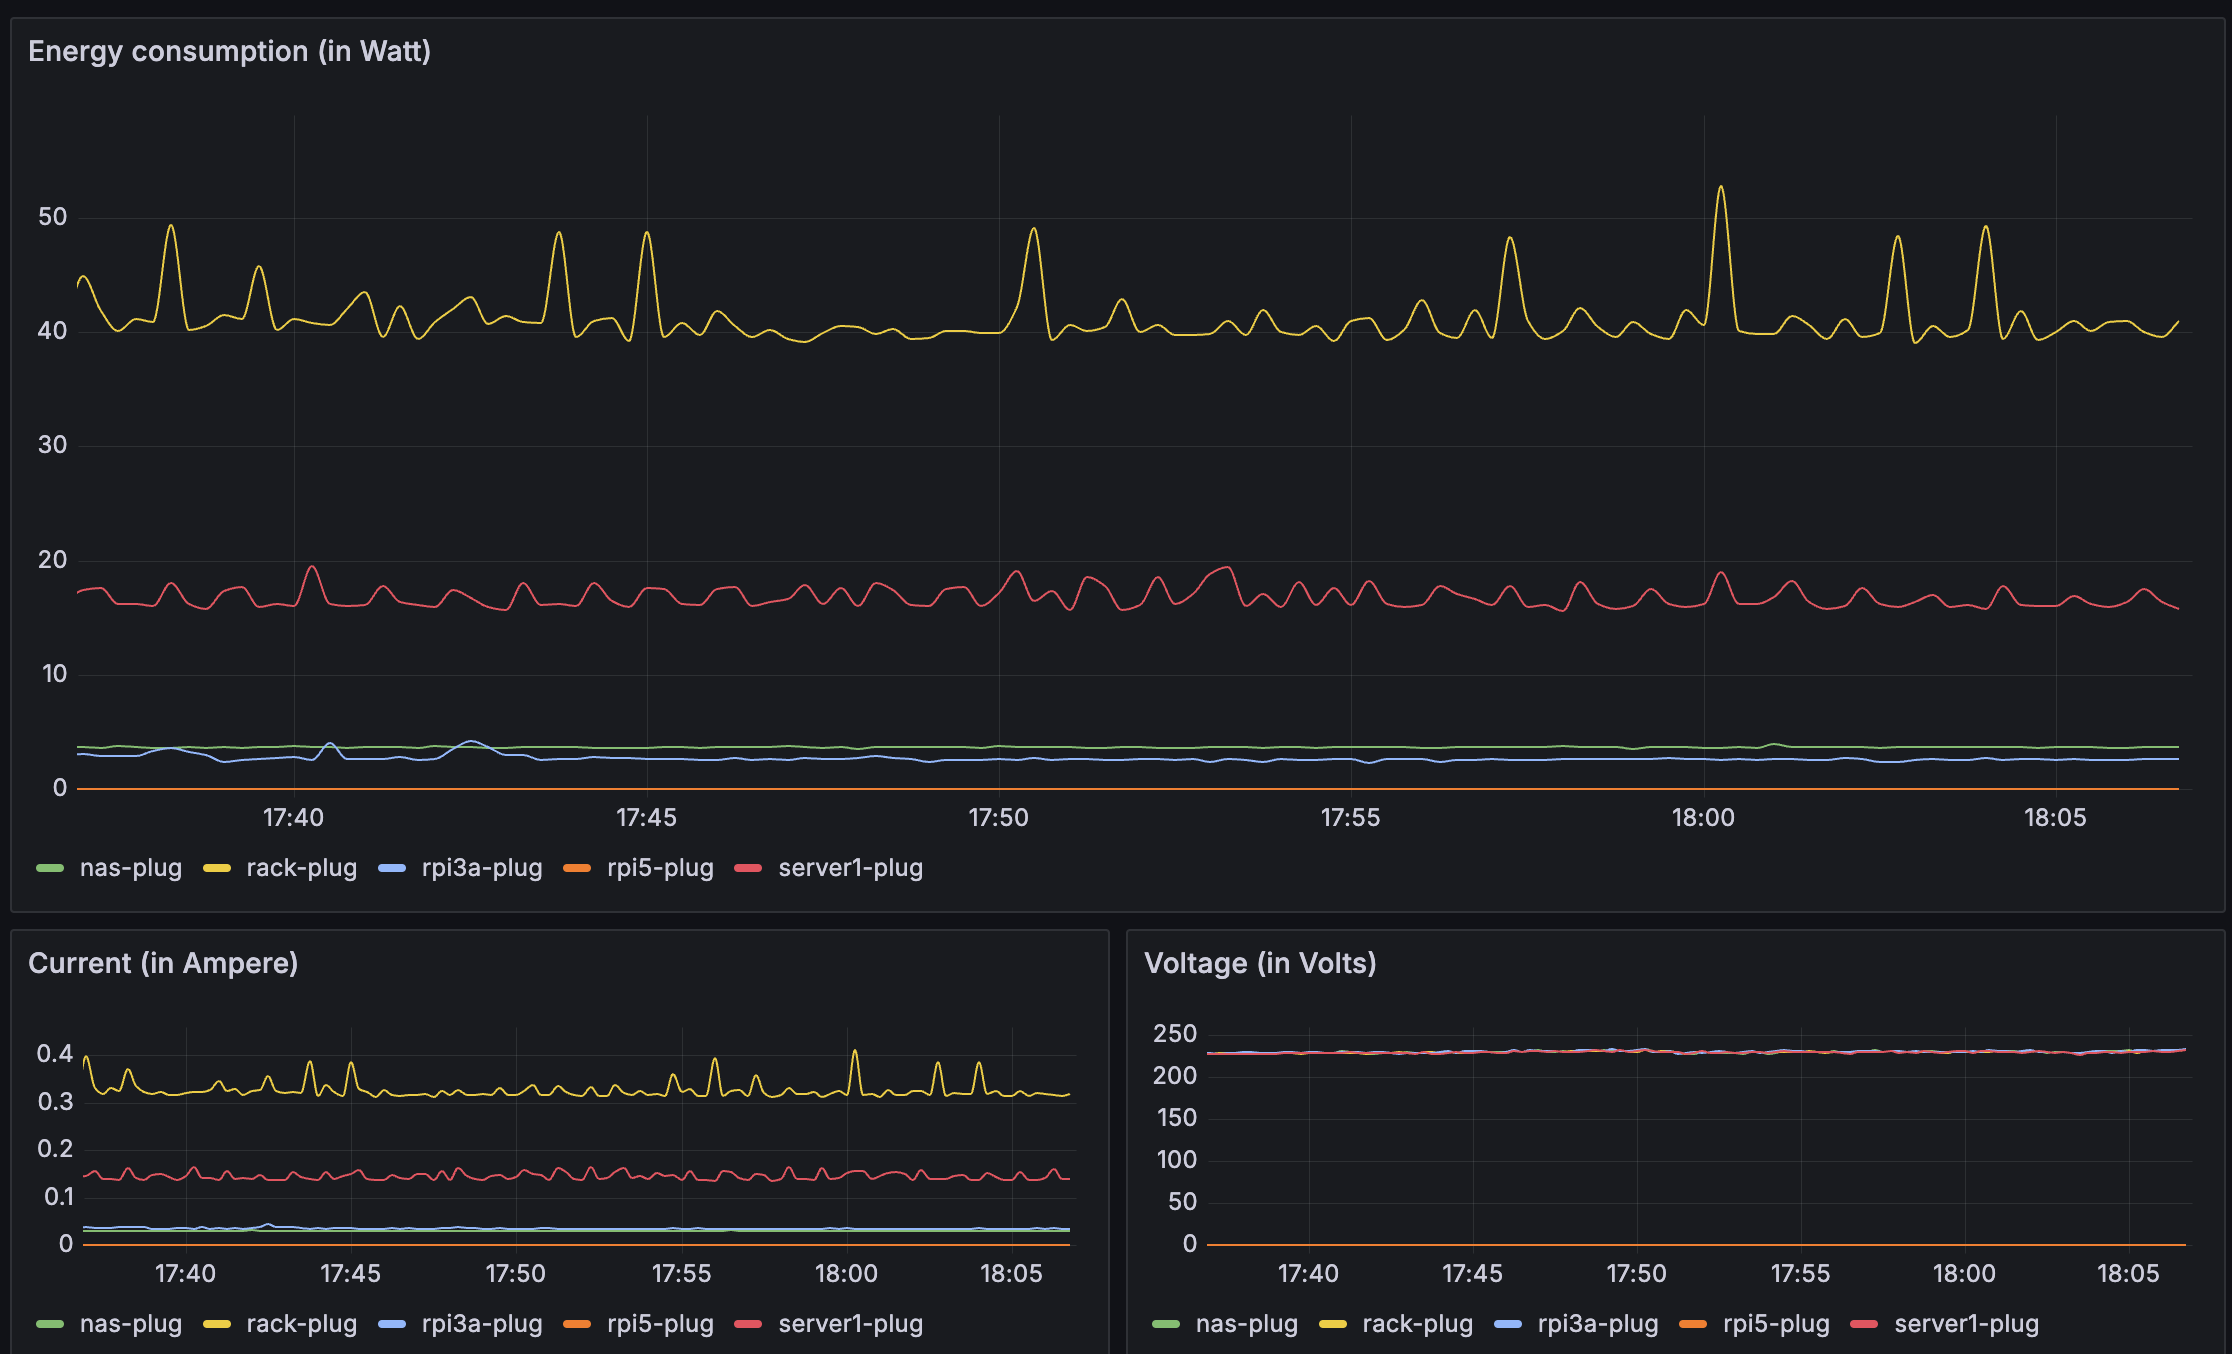 Energy consumption (in Watt)
50
40
30
20
10
0
17:40 17:45 17:50 17:55 18:00 18:05
nas-plug rack-plug rpi3a-plug rpi5-plug server1-plug
Current (in Ampere)
0.4
0.3
0.2
0.1
0
17:40 17:45 17:50 17:55 18:00 18:05
nas-plug rack-plug rpi3a-plug rpi5-plug server1-plug
Voltage (in Volts)
250
200
150
100
50
0
17:40 17:45 17:50 17:55 18:00 18:05
nas-plug rack-plug rpi3a-plug rpi5-plug server1-plug